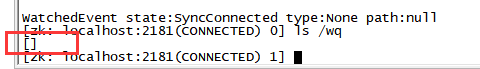 WatchedEvent state:SyncConnected type:None path:null
[zk: localhost:2181(CONNECTED) 0] ls /wq
[]
[zk: localhost:2181(CONNECTED) 1]